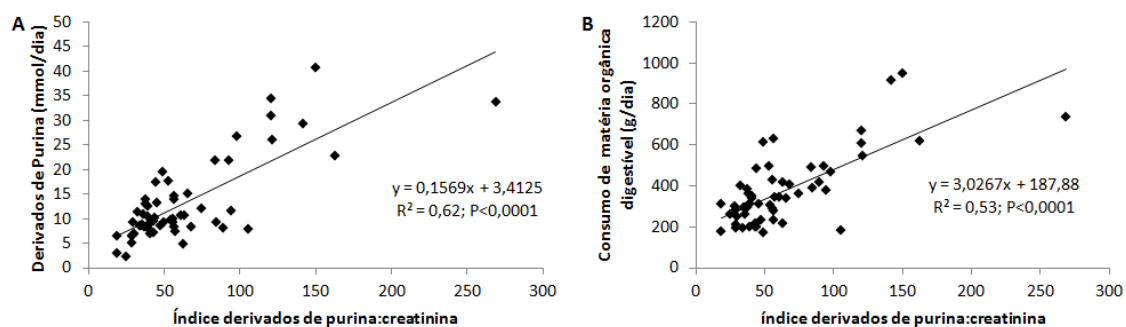 A
Derivados de Purina (mmol/dia)
50
45
40
35
30
25
20
15
10
5
0
y = 0,1569x + 3,4125
R² = 0,62; P<0,0001
0 50 100 150 200 250 300
Índice derivados de purina:creatinina
B
Consumo de matéria orgânica
digestível (g/dia)
1200
1000
800
600
400
200
0
y = 3,0267x + 187,88
R² = 0,53; P<0,0001
0 50 100 150 200 250 300
índice derivados de purina:creatinina